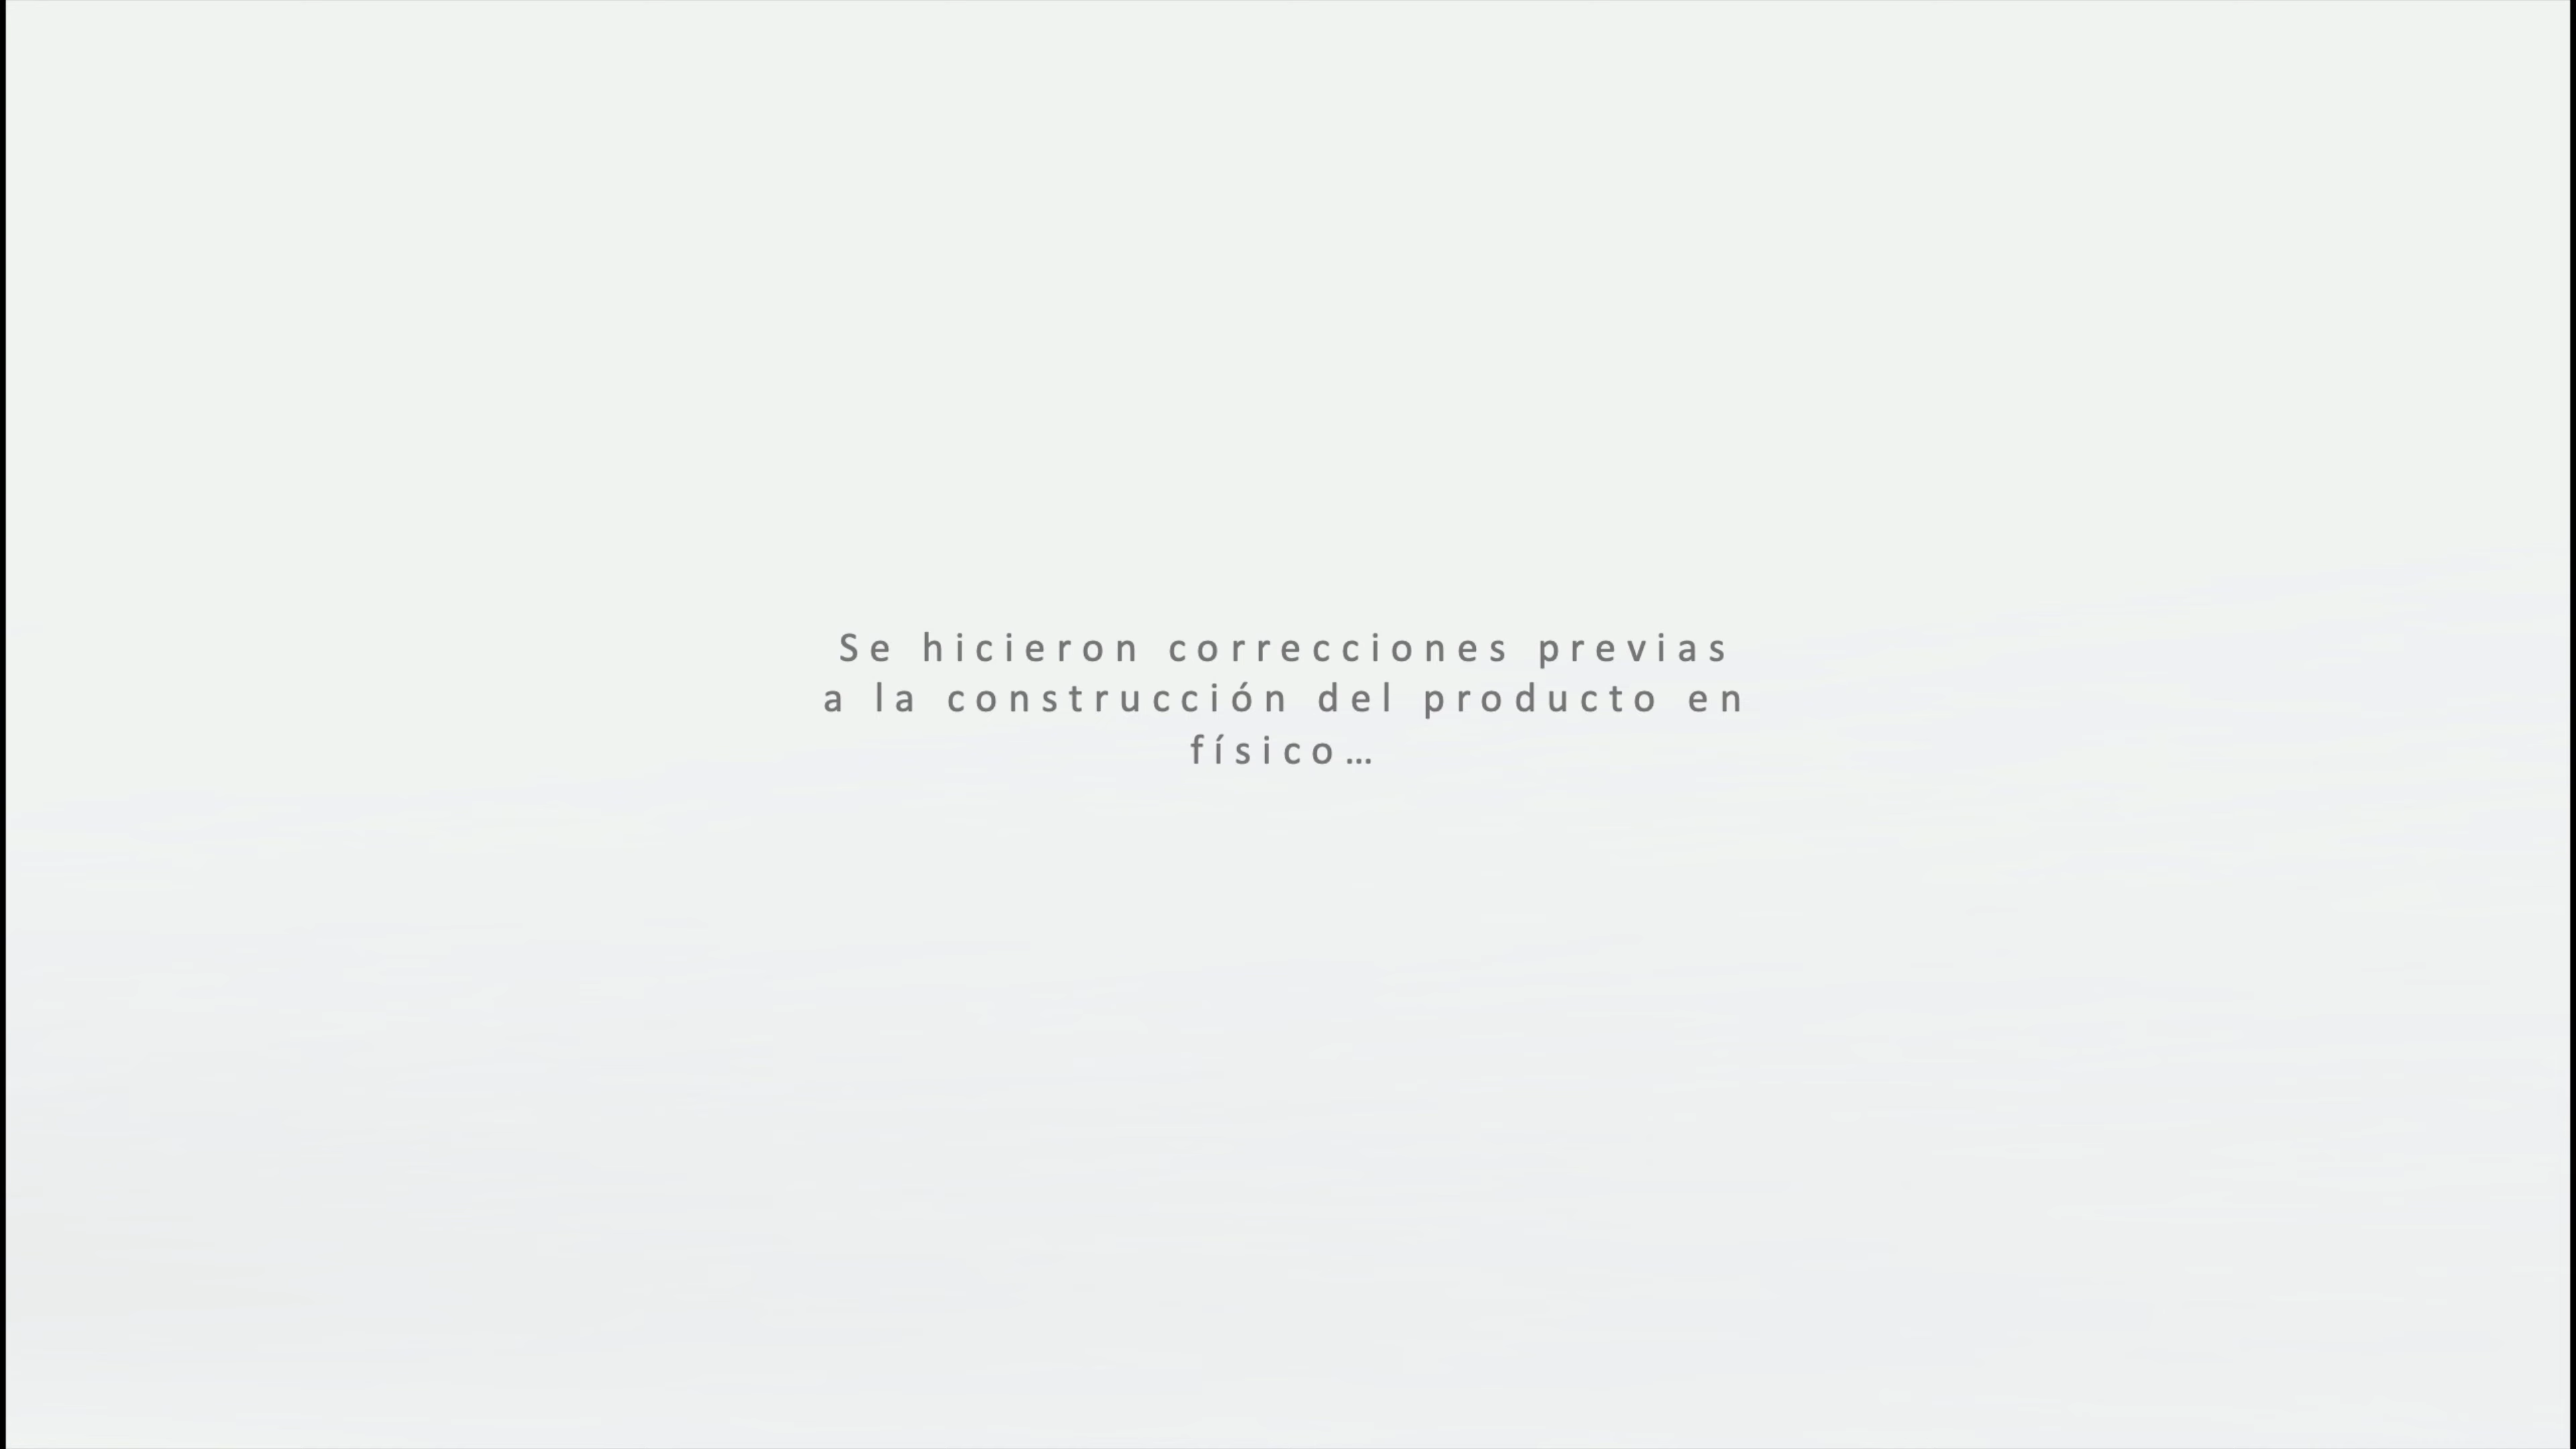 Se hicieron correcciones previas
a la construcción del producto en
físico…